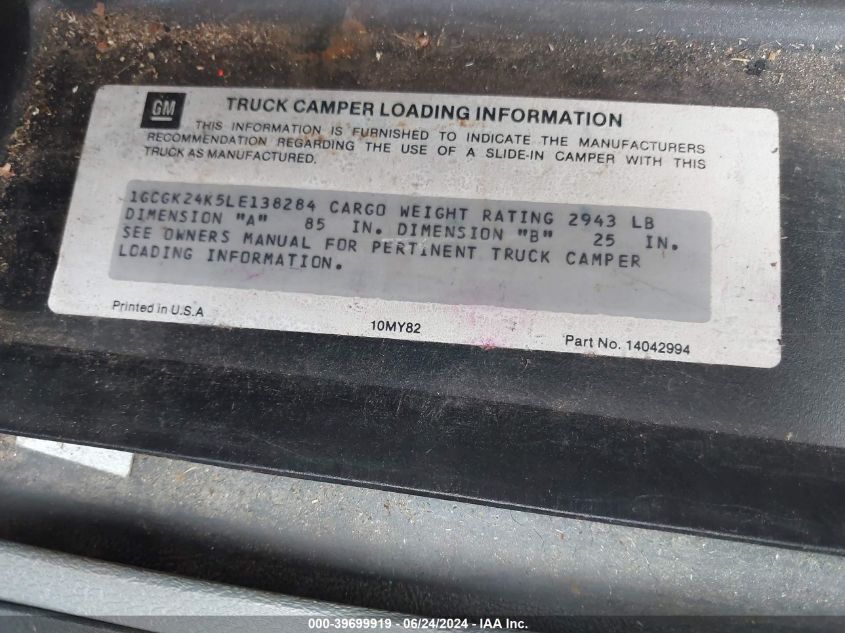 GM
TRUCK CAMPER LOADING INFORMATION
THIS INFORMATION IS FURNISHED TO INDICATE THE MANUFACTURERS
RECOMMENDATION REGARDING THE USE OF A SLIDE-IN CAMPER WITH THIS
TRUCK AS MANUFACTURED.
1GCGK24K5LE138284 CARGO WEIGHT RATING 2943 LB
DIMENSION "A" 85 IN. DIMENSION "B" 25 IN.
SEE OWNERS MANUAL FOR PERTINENT TRUCK CAMPER
LOADING INFORMATION.
Printed in U.S.A
10MY82
Part No. 14042994
000-39699919 / 06/24/2024 - IAAI.COM